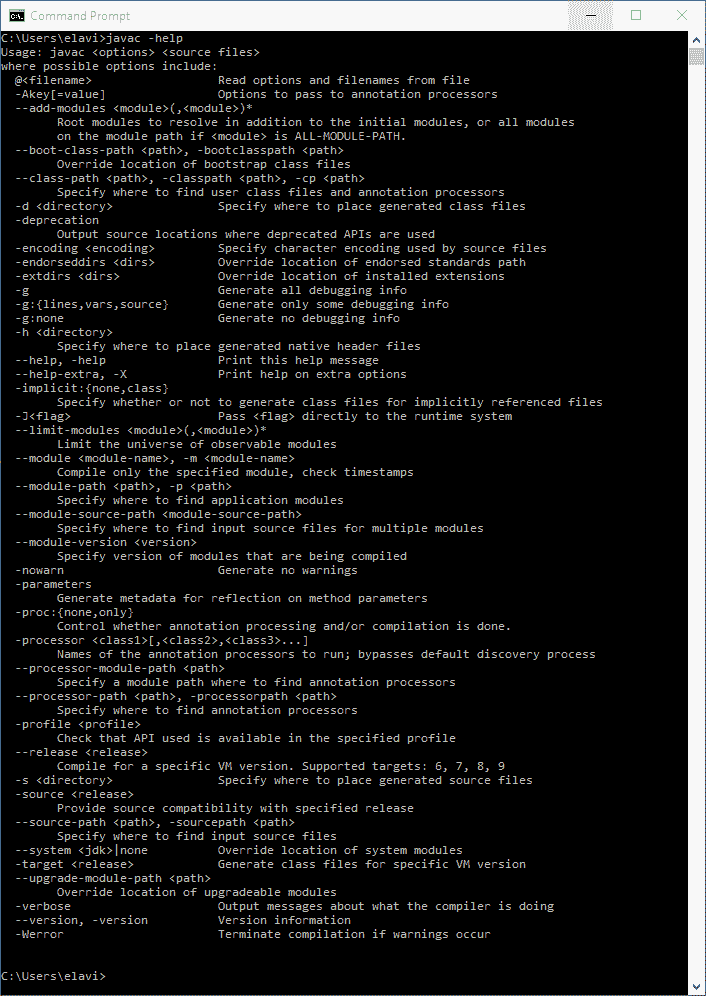 Command Prompt
C:\Users\elavi>javac -help
Usage: javac <options> <source files>
where possible options include:
  @<filename>                  Read options and filenames from file
  -Akey[=value]                Options to pass to annotation processors
  --add-modules <module>(,<module>)*
        Root modules to resolve in addition to the initial modules, or all modules
        on the module path if <module> is ALL-MODULE-PATH.
  --boot-class-path <path>, -bootclasspath <path>
        Override location of bootstrap class files
  --class-path <path>, -classpath <path>, -cp <path>
        Specify where to find user class files and annotation processors
  -d <directory>               Specify where to place generated class files
  -deprecation
        Output source locations where deprecated APIs are used
  -encoding <encoding>         Specify character encoding used by source files
  -endorseddirs <dirs>         Override location of endorsed standards path
  -extdirs <dirs>              Override location of installed extensions
  -g                           Generate all debugging info
  -g:{lines,vars,source}       Generate only some debugging info
  -g:none                      Generate no debugging info
  -h <directory>
        Specify where to place generated native header files
  --help, -help                Print this help message
  --help-extra, -X             Print help on extra options
  -implicit:{none,class}
        Specify whether or not to generate class files for implicitly referenced files
  -J<flag>                     Pass <flag> directly to the runtime system
  --limit-modules <module>(,<module>)*
        Limit the universe of observable modules
  --module <module-name>, -m <module-name>
        Compile only the specified module, check timestamps
  --module-path <path>, -p <path>
        Specify where to find application modules
  --module-source-path <module-source-path>
        Specify where to find input source files for multiple modules
  --module-version <version>
        Specify version of modules that are being compiled
  -nowarn                      Generate no warnings
  -parameters
        Generate metadata for reflection on method parameters
  -proc:{none,only}
        Control whether annotation processing and/or compilation is done.
  -processor <class1>[,<class2>,<class3>...]
        Names of the annotation processors to run; bypasses default discovery process
  --processor-module-path <path>
        Specify a module path where to find annotation processors
  --processor-path <path>, -processorpath <path>
        Specify where to find annotation processors
  -profile <profile>
        Check that API used is available in the specified profile
  --release <release>
        Compile for a specific VM version. Supported targets: 6, 7, 8, 9
  -s <directory>               Specify where to place generated source files
  -source <release>
        Provide source compatibility with specified release
  --source-path <path>, -sourcepath <path>
        Specify where to find input source files
  --system <jdk>|none          Override location of system modules
  -target <release>            Generate class files for specific VM version
  --upgrade-module-path <path>
        Override location of upgradeable modules
  -verbose                     Output messages about what the compiler is doing
  --version, -version          Version information
  -Werror                      Terminate compilation if warnings occur
C:\Users\elavi>